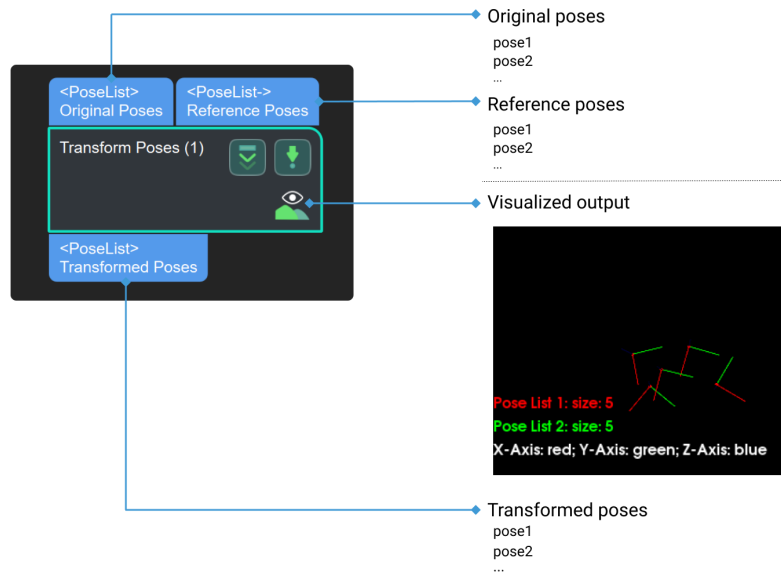 Original poses
pose1
pose2
...
<PoseList>
Original Poses
<PoseList->
Reference Poses
Reference poses
pose1
pose2
...
Transform Poses (1)
Visualized output
<PoseList>
Transformed Poses
Pose List 1: size: 5
Pose List 2: size: 5
X-Axis: red; Y-Axis: green; Z-Axis: blue
Transformed poses
pose1
pose2
...